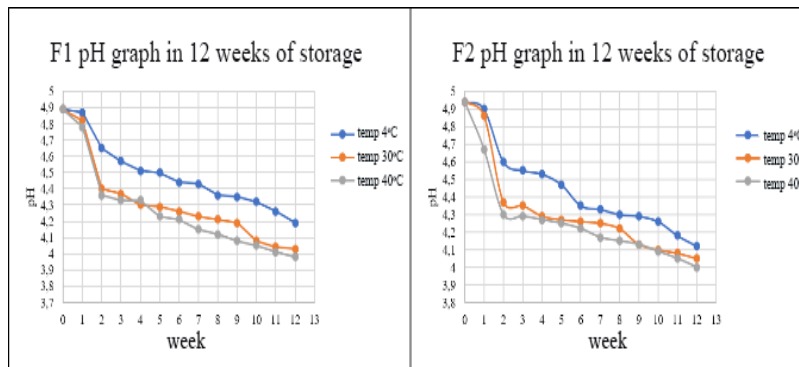 F1 pH graph in 12 weeks of storage
5
4,9
4,8
4,7
4,6
4,5
4,4
4,3
4,2
4,1
4
3,9
3,8
3,7
pH
0 1 2 3 4 5 6 7 8 9 10 11 12 13
week
temp 4°C
temp 30°C
temp 40°C
F2 pH graph in 12 weeks of storage
5
4,9
4,8
4,7
4,6
4,5
4,4
4,3
4,2
4,1
4
3,9
3,8
pH
0 1 2 3 4 5 6 7 8 9 10 11 12 13
week
temp 4°C
temp 30
temp 40